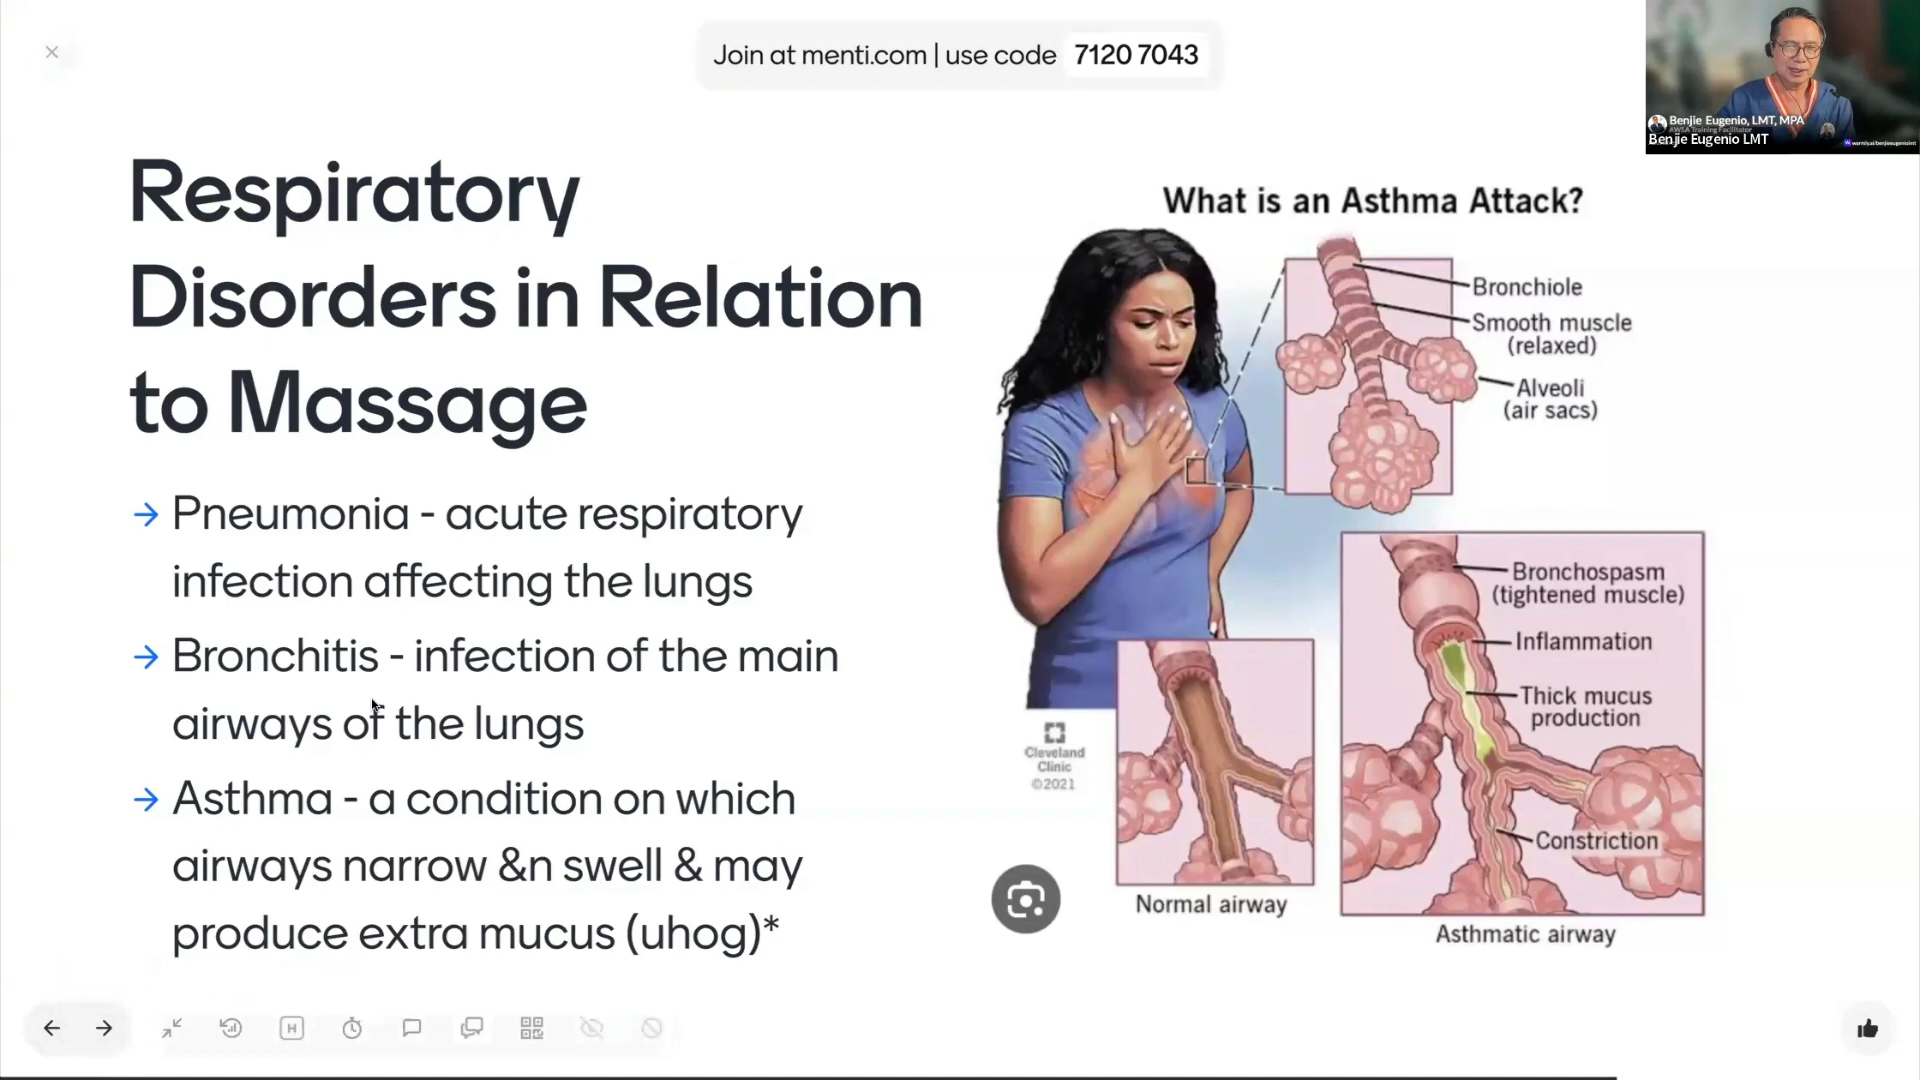 Join at menti.com | use code 7120 7043
Benjie Eugenio, LMT, MPA
AWSA Training Facilitator
Benjie Eugenio LMT
Respiratory
Disorders in Relation
to Massage
→ Pneumonia - acute respiratory
infection affecting the lungs
→ Bronchitis - infection of the main
airways of the lungs
→ Asthma - a condition on which
airways narrow &n swell & may
produce extra mucus (uhog)*
What is an Asthma Attack?
Bronchiole
Smooth muscle
(relaxed)
Alveoli
(air sacs)
Bronchospasm
(tightened muscle)
Inflammation
Thick mucus
production
Constriction
Cleveland
Clinic
©2021
Normal airway
Asthmatic airway
H